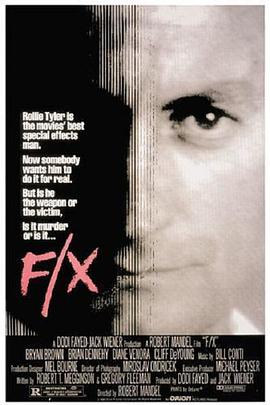 Rollie Tyler is
the movies' best
special effects
man.
Now somebody
wants him to
do it for real.
But is he
the weapon or
the victim,
Is it murder
or is it...
F/X
A DODI FAYED-JACK WIENER Production A ROBERT MANDEL Film "F/X"
BRYAN BROWN BRIAN DENNEHY DIANE VENORA CLIFF DeYOUNG Music by BILL CONTI
Production Designer MEL BOURNE Director of Photography MIROSLAV ONDRICEK Executive Producer MICHAEL PEYSER
Written by ROBERT T. MEGGINSON & GREGORY FLEEMAN Produced by DODI FAYED and JACK WIENER
R RESTRICTED
Directed by ROBERT MANDEL
ORION